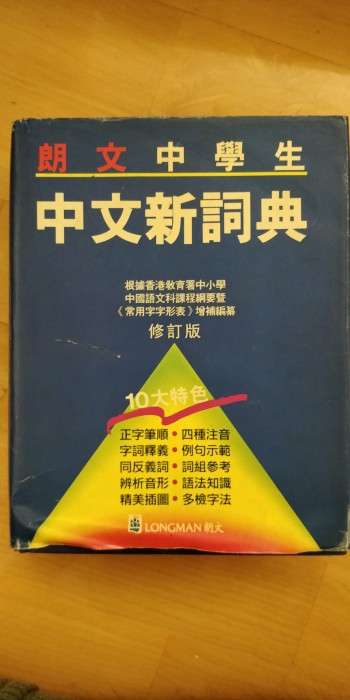 朗文中學生
中文新詞典
根據香港教育署中小學
中國語文科課程綱要暨
《常用字字形表》增補編纂
修訂版
10大特色
正字筆順•四種注音
字詞釋義•例句示範
同反義詞•詞組參考
辨析音形•語法知識
精美插圖•多檢字法
LONGMAN 朗文